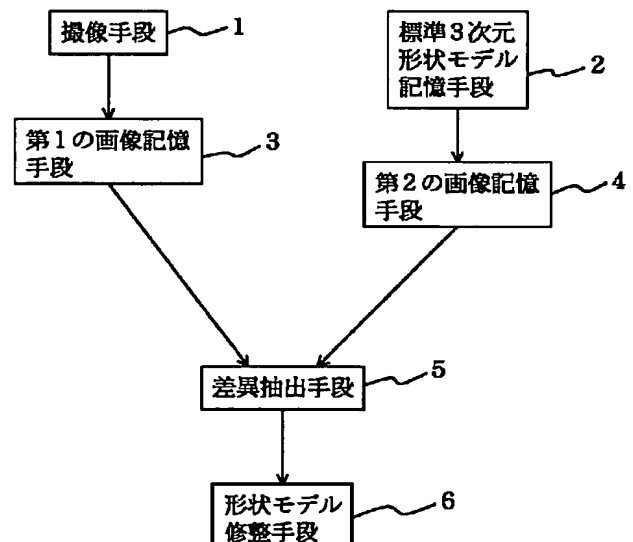 撮像手段
1
標準3次元
形状モデル
記憶手段
2
第1の画像記憶
手段
3
第2の画像記憶
手段
4
差異抽出手段
5
形状モデル
修整手段
6